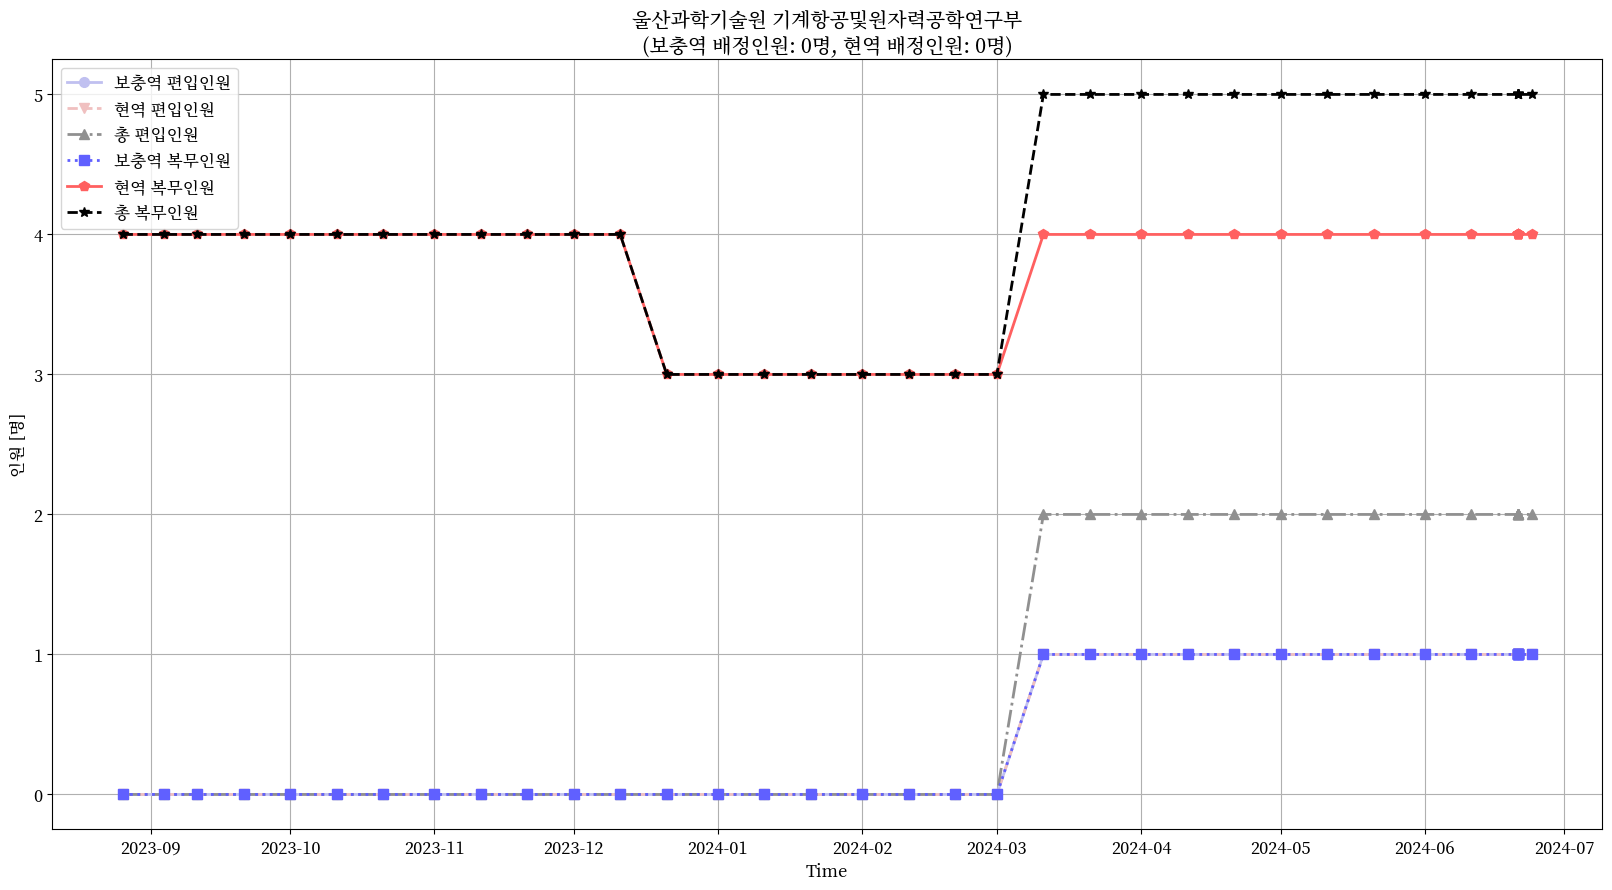 울산과학기술원 기계항공및원자력공학연구부
(보충역 배정인원: 0명, 현역 배정인원: 0명)
보충역 편입인원
현역 편입인원
총 편입인원
보충역 복무인원
현역 복무인원
총 복무인원
인원 [명]
5
4
3
2
1
0
2023-09
2023-10
2023-11
2023-12
2024-01
2024-02
2024-03
2024-04
2024-05
2024-06
2024-07
Time